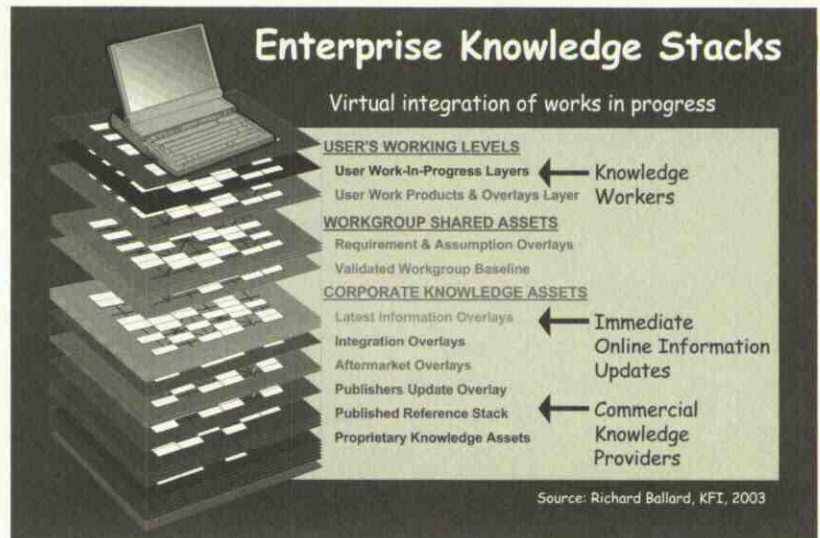 Enterprise Knowledge Stacks
Virtual integration of works in progress
USER'S WORKING LEVELS
User Work-In-Progress Layers
User Work Products & Overlays Layer
Knowledge
Workers
WORKGROUP SHARED ASSETS
Requirement & Assumption Overlays
Validated Workgroup Baseline
CORPORATE KNOWLEDGE ASSETS
Latest Information Overlays
Integration Overlays
Aftermarket Overlays
Immediate
Online Information
Updates
Publishers Update Overlay
Published Reference Stack
Proprietary Knowledge Assets
Commercial
Knowledge
Providers
Source: Richard Ballard, KFI, 2003